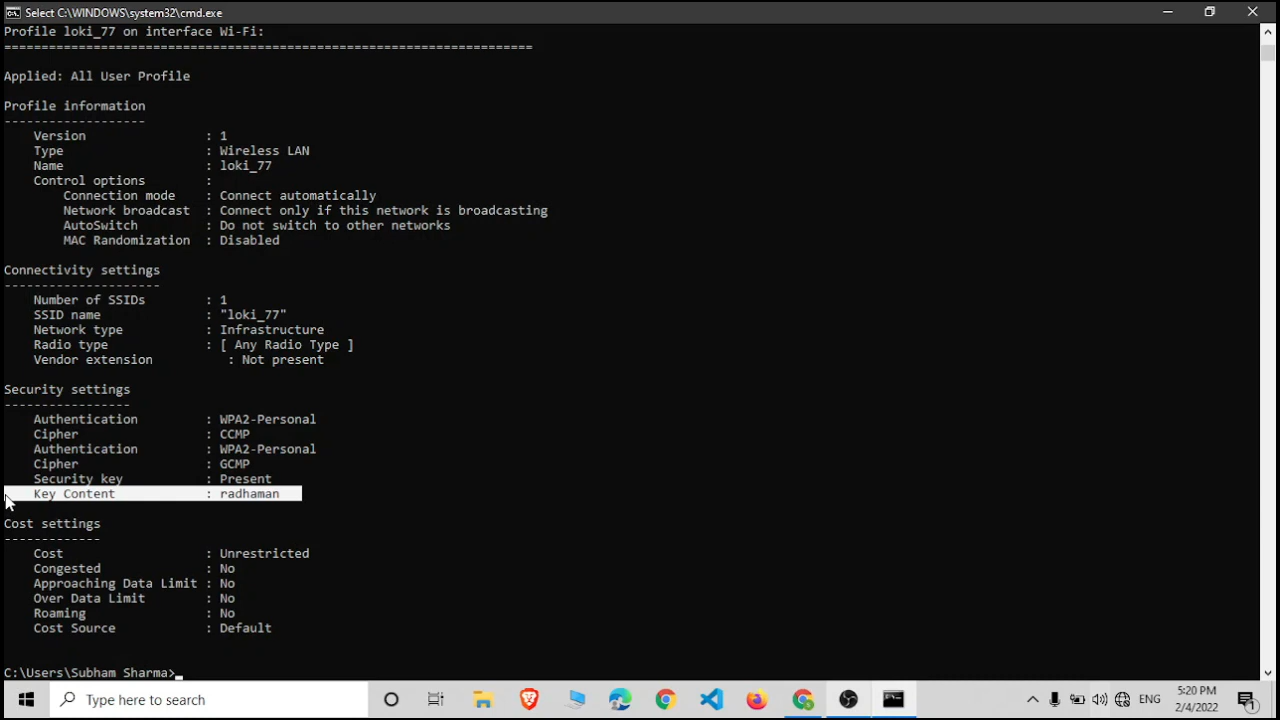 Select C:\WINDOWS\system32\cmd.exe
Profile loki_77 on interface Wi-Fi:
=======================================================================
Applied: All User Profile
Profile information
-------------------
Version : 1
Type : Wireless LAN
Name : loki_77
Control options :
Connection mode : Connect automatically
Network broadcast : Connect only if this network is broadcasting
AutoSwitch : Do not switch to other networks
MAC Randomization : Disabled
Connectivity settings
---------------------
Number of SSIDs : 1
SSID name : "loki_77"
Network type : Infrastructure
Radio type : [ Any Radio Type ]
Vendor extension : Not present
Security settings
-----------------
Authentication : WPA2-Personal
Cipher : CCMP
Authentication : WPA2-Personal
Cipher : GCMP
Security key : Present
Key Content : radhaman
Cost settings
-------------
Cost : Unrestricted
Congested : No
Approaching Data Limit : No
Over Data Limit : No
Roaming : No
Cost Source : Default
C:\Users\Subham Sharma>
Type here to search
ENG
5:20 PM
2/4/2022
1